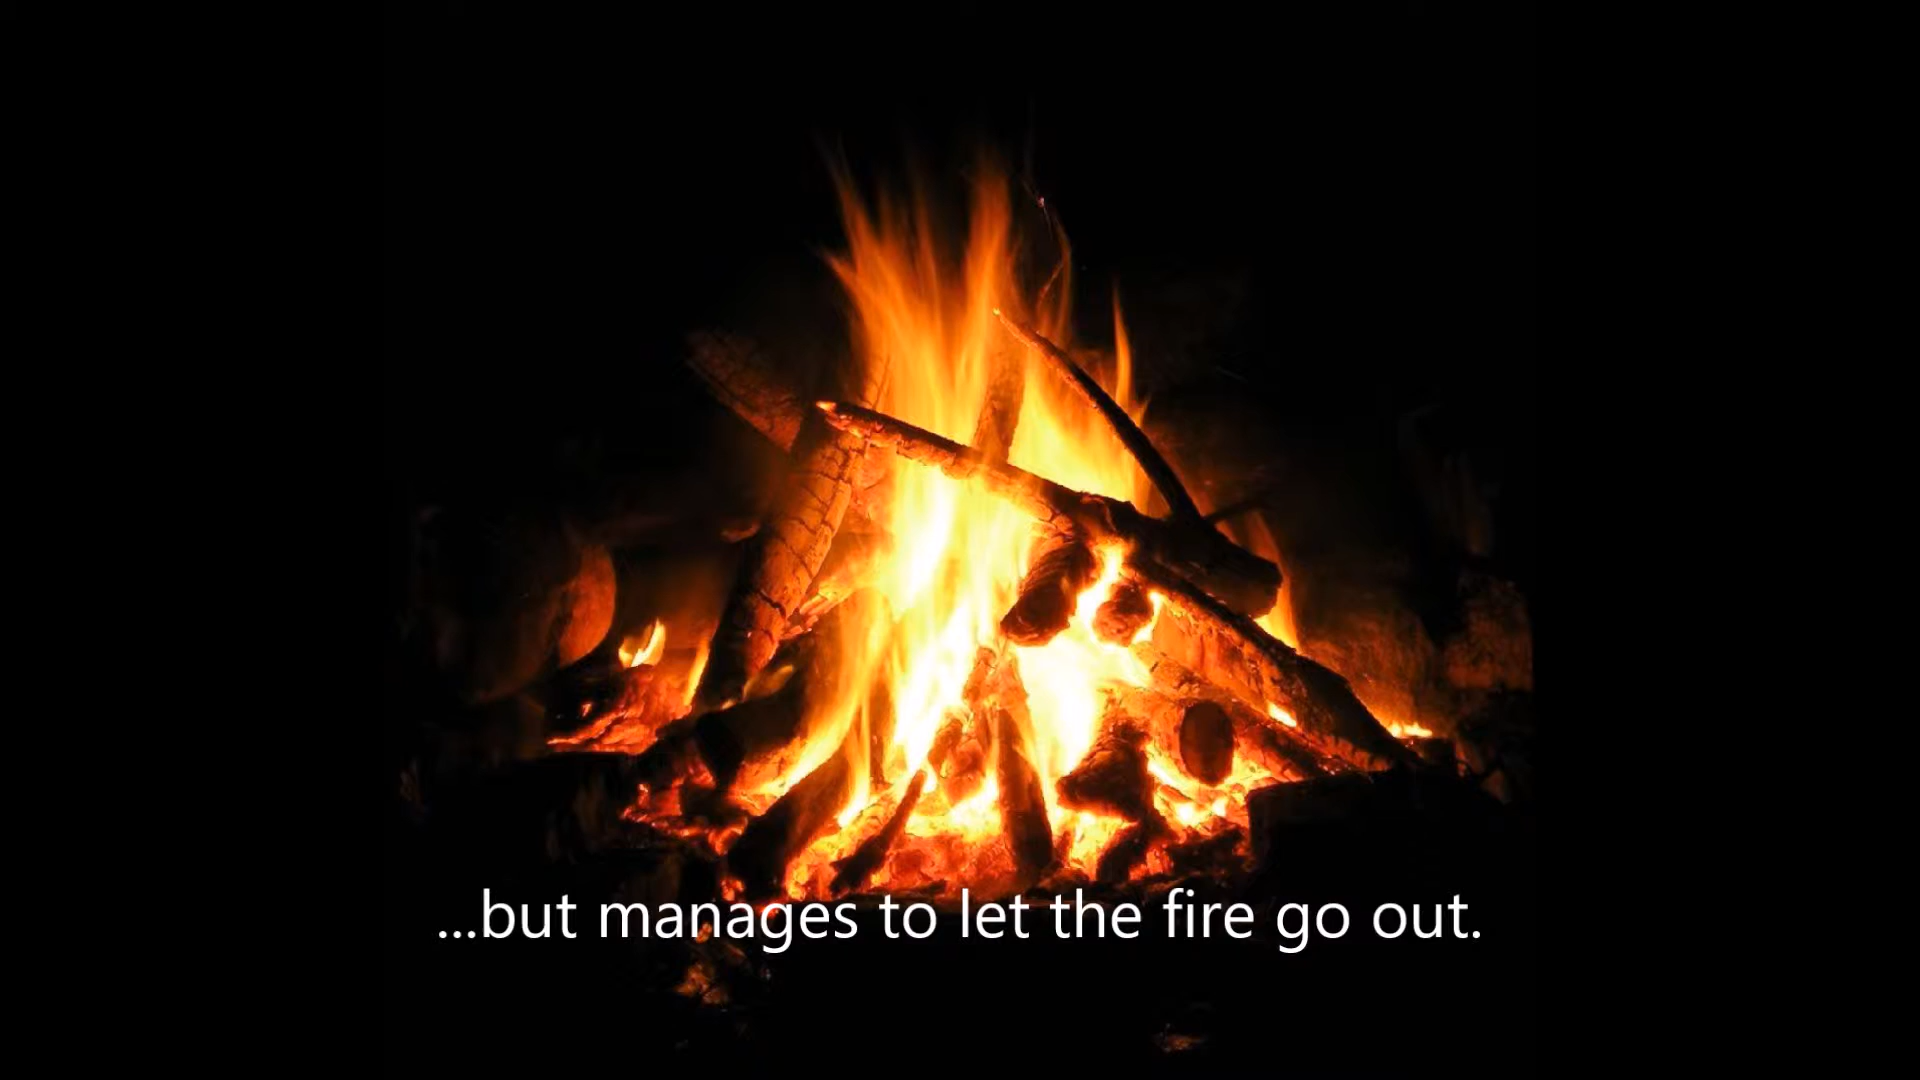 ...but manages to let the fire go out.